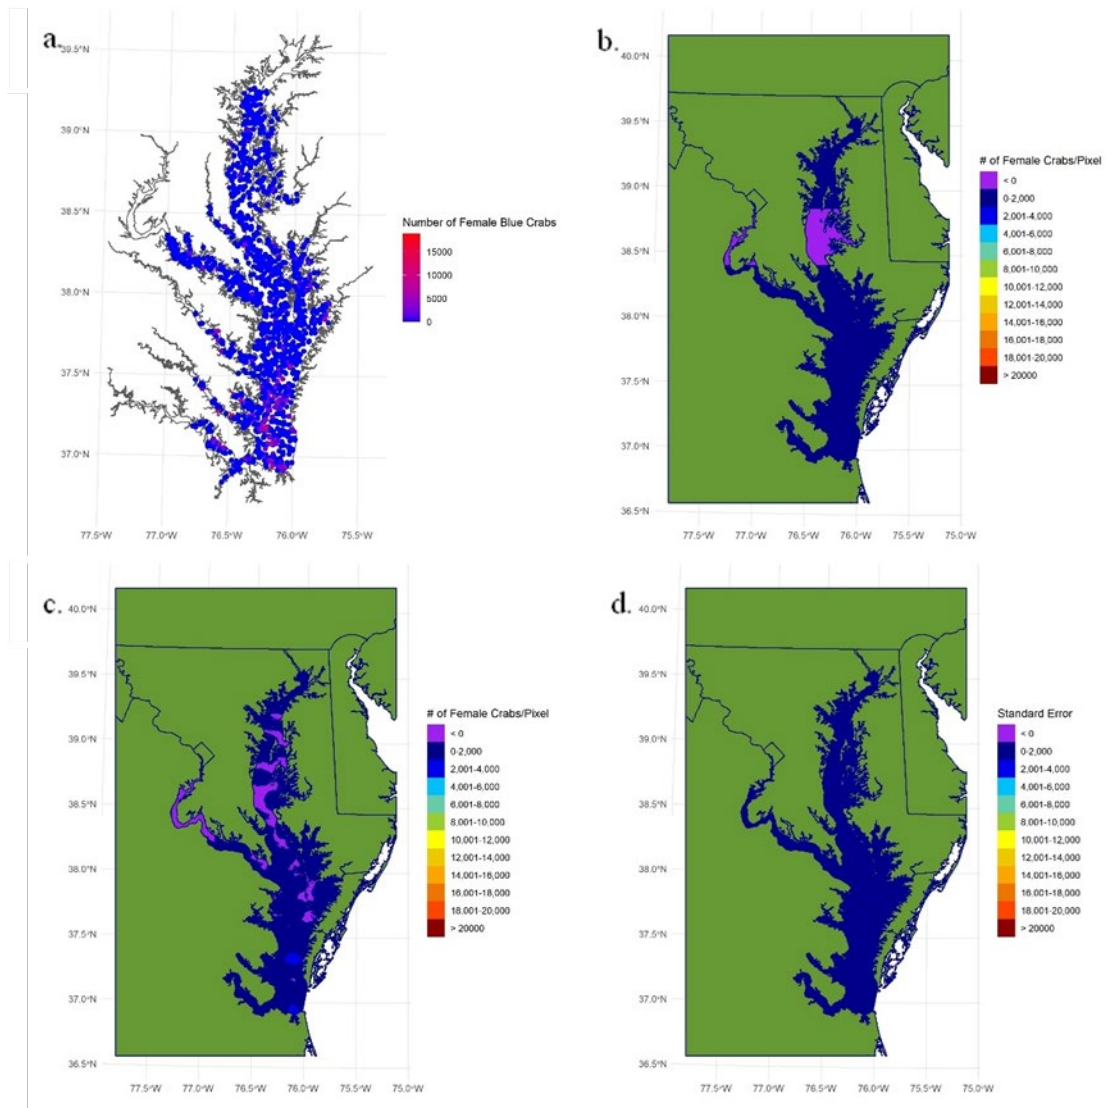 a.
39.5°N
39.0°N
38.5°N
38.0°N
37.5°N
37.0°N
77.5°W 77.0°W 76.5°W 76.0°W 75.5°W
Number of Female Blue Crabs
15000
10000
5000
0
b.
40.0°N
39.5°N
39.0°N
38.5°N
38.0°N
37.5°N
37.0°N
36.5°N
77.5°W 77.0°W 76.5°W 76.0°W 75.5°W 75.0°W
# of Female Crabs/Pixel
< 0
0-2,000
2,001-4,000
4,001-6,000
6,001-8,000
8,001-10,000
10,001-12,000
12,001-14,000
14,001-16,000
16,001-18,000
18,001-20,000
> 20000
c.
40.0°N
39.5°N
39.0°N
38.5°N
38.0°N
37.5°N
37.0°N
36.5°N
77.5°W 77.0°W 76.5°W 76.0°W 75.5°W 75.0°W
# of Female Crabs/Pixel
< 0
0-2,000
2,001-4,000
4,001-6,000
6,001-8,000
8,001-10,000
10,001-12,000
12,001-14,000
14,001-16,000
16,001-18,000
18,001-20,000
> 20000
d.
40.0°N
39.5°N
39.0°N
38.5°N
38.0°N
37.5°N
37.0°N
36.5°N
77.5°W 77.0°W 76.5°W 76.0°W 75.5°W 75.0°W
Standard Error
< 0
0-2,000
2,001-4,000
4,001-6,000
6,001-8,000
8,001-10,000
10,001-12,000
12,001-14,000
14,001-16,000
16,001-18,000
18,001-20,000
> 20000